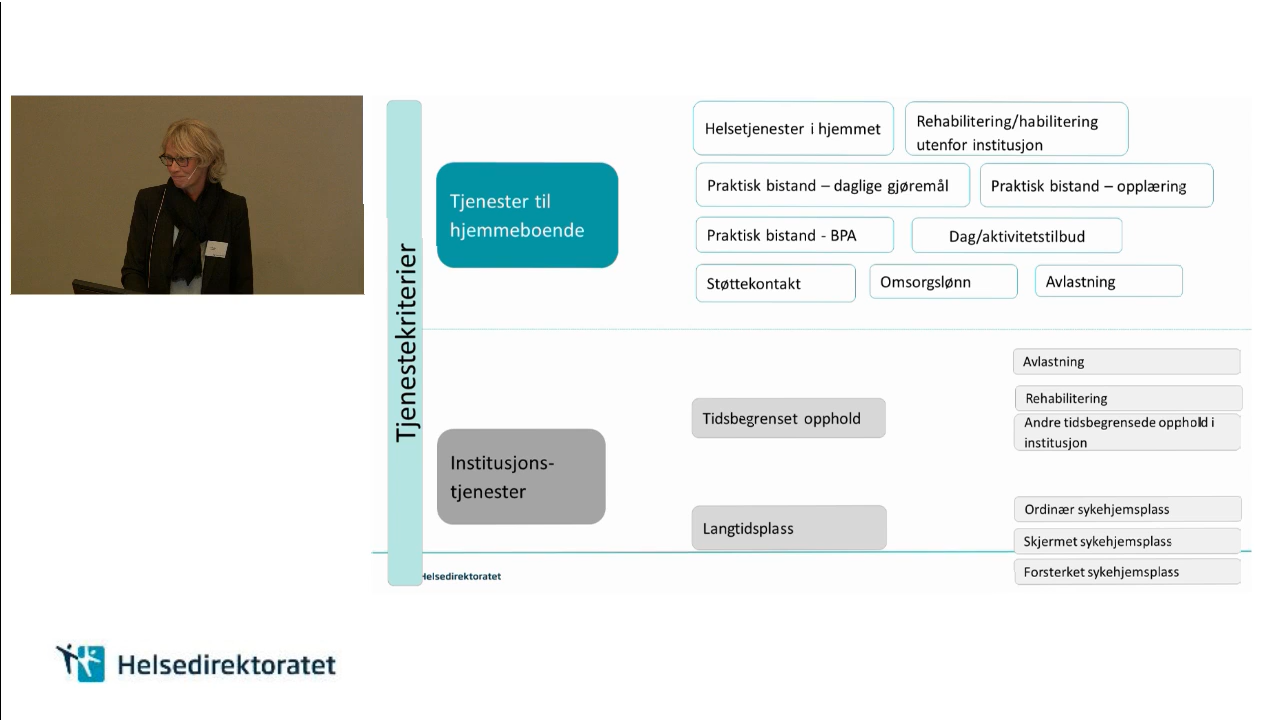 Tjenestekriterier
Tjenester til
hjemmeboende
Helsetjenester i hjemmet
Rehabilitering/habilitering
utenfor institusjon
Praktisk bistand – daglige gjøremål
Praktisk bistand – opplæring
Praktisk bistand - BPA
Dag/aktivitetstilbud
Støttekontakt
Omsorgslønn
Avlastning
Institusjons-
tjenester
Tidsbegrenset opphold
Avlastning
Rehabilitering
Andre tidsbegrensede opphold i
institusjon
Langtidsplass
Ordinær sykehjemsplass
Skjermet sykehjemsplass
Forsterket sykehjemsplass
Helsedirektoratet
Helsedirektoratet